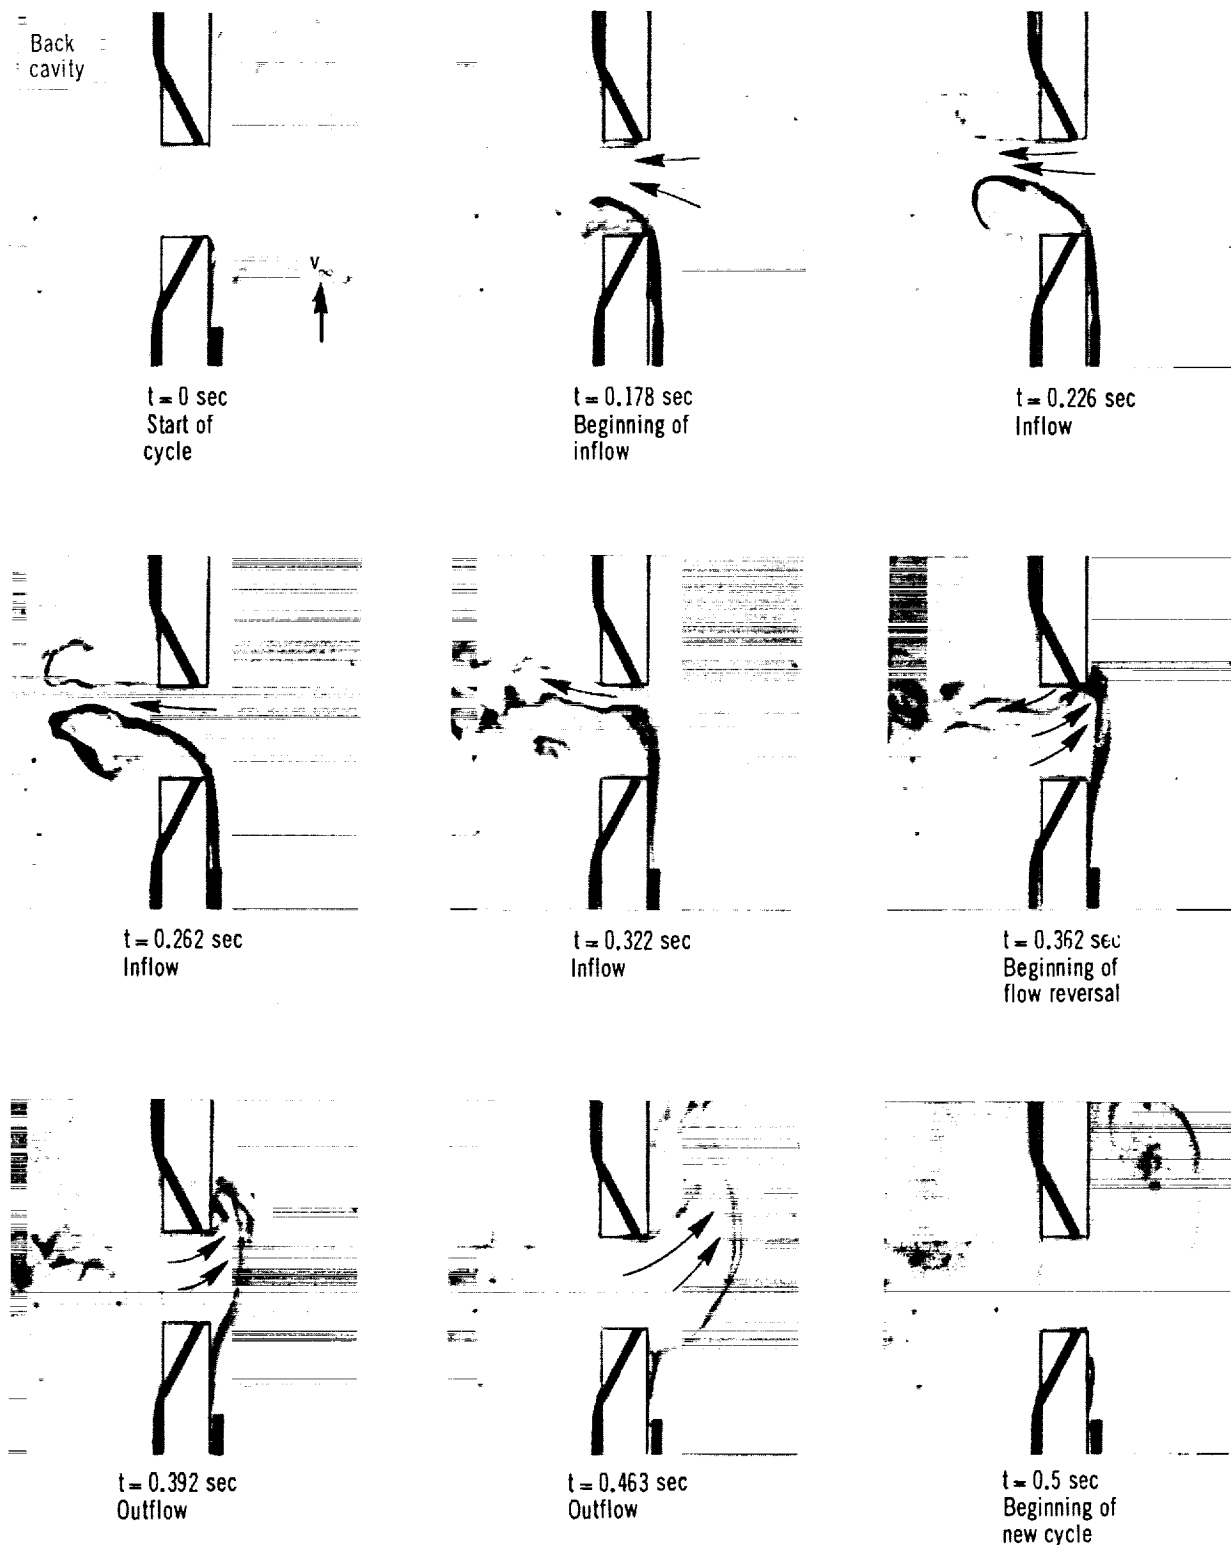 Back
cavity
V∞
t = 0 sec
Start of
cycle
t = 0.178 sec
Beginning of
inflow
t = 0.226 sec
Inflow
t = 0.262 sec
Inflow
t = 0.322 sec
Inflow
t = 0.362 sec
Beginning of
flow reversal
t = 0.392 sec
Outflow
t = 0.463 sec
Outflow
t = 0.5 sec
Beginning of
new cycle